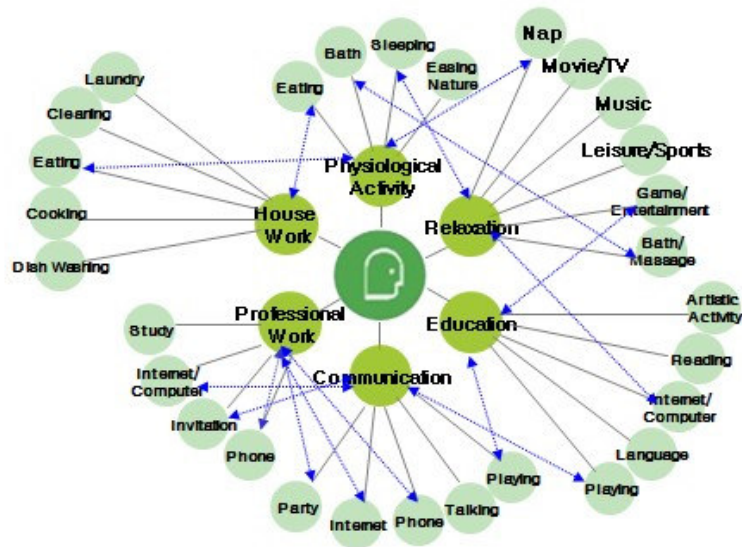 Laundry
Cleaning
Eating
Cooking
Dish Washing
House
Work
Eating
Bath
Sleeping
Easing
Nature
Physiological
Activity
Nap
Movie/TV
Music
Leisure/Sports
Game/
Entertainment
Bath/
Massage
Relaxation
Professional
Work
Study
Internet/
Computer
Invitation
Phone
Communication
Party
Internet
Phone
Talking
Playing
Education
Artistic
Activity
Reading
Internet/
Computer
Language
Playing